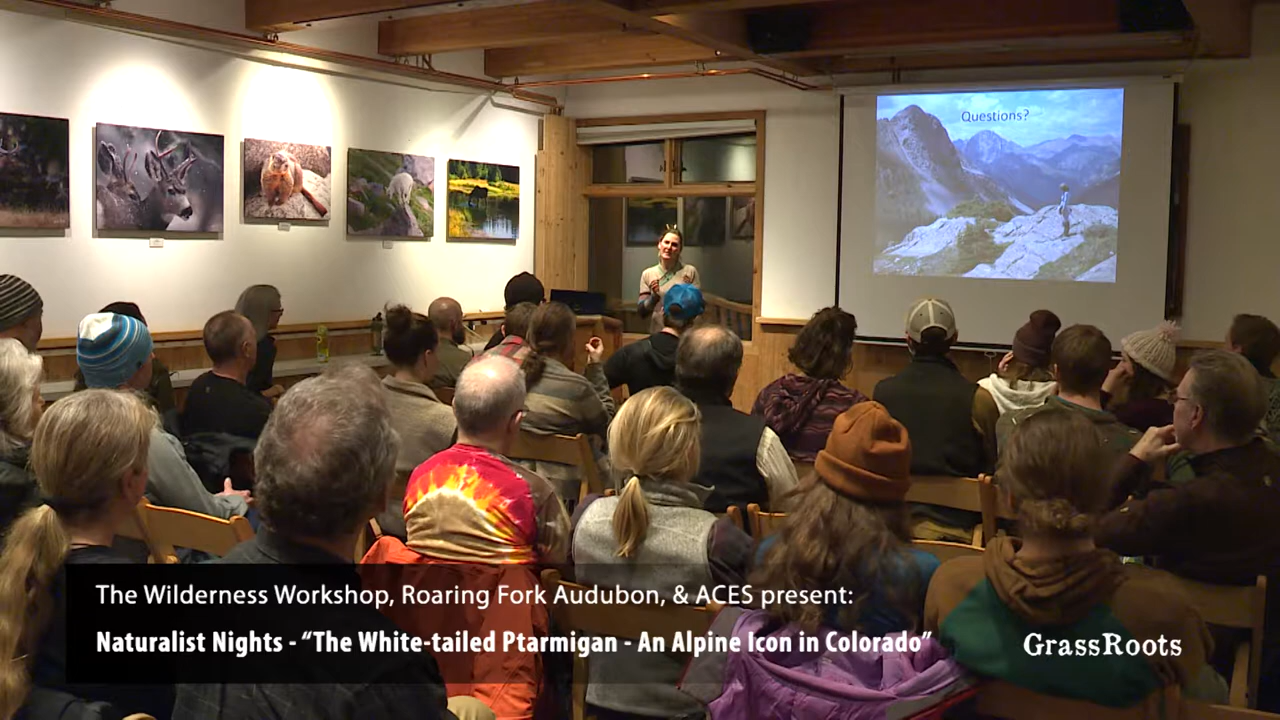 Questions?
The Wilderness Workshop, Roaring Fork Audubon, & ACES present:
Naturalist Nights - “The White-tailed Ptarmigan - An Alpine Icon in Colorado”
GrassRoots